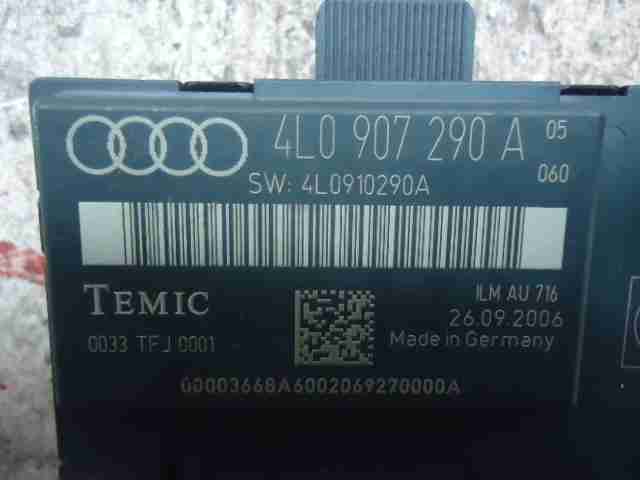 4L0 907 290 A 05
060
SW: 4L0910290A
TEMIC
ILM AU 716
26.09.2006
0033 TFJ 0001
Made in Germany
00003668A6002069270000A